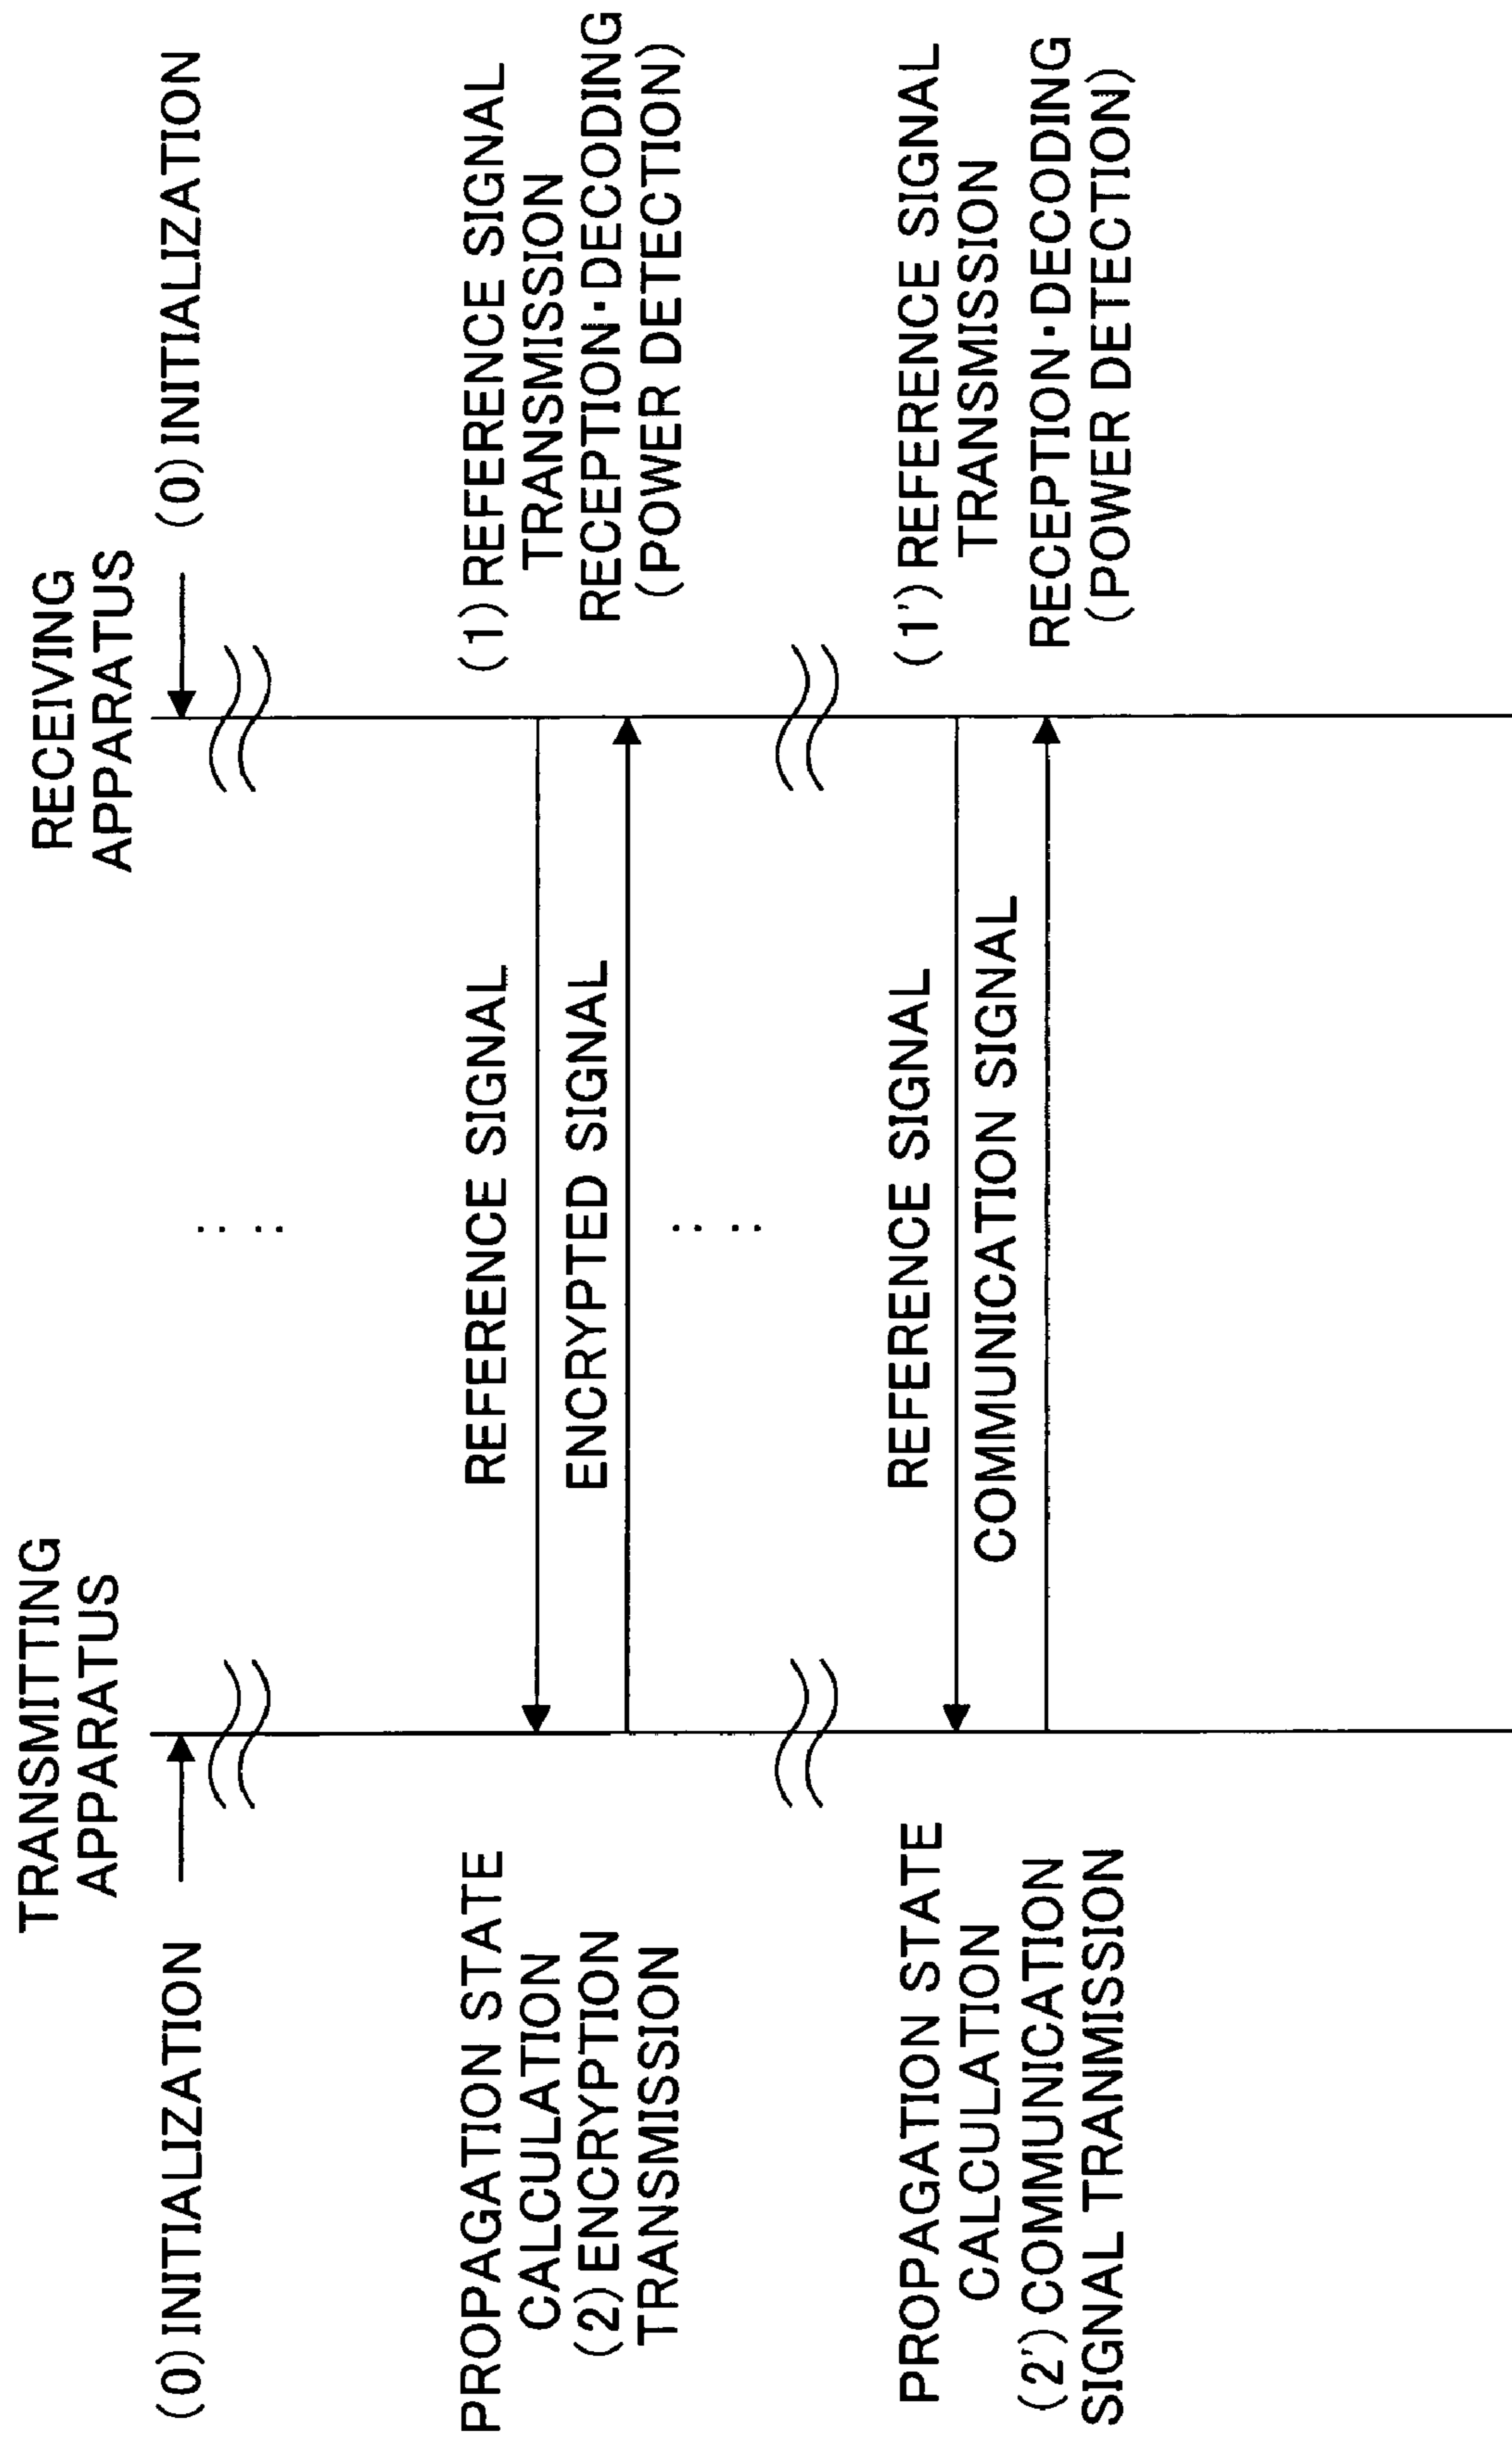 TRANSMITTING
APPARATUS
RECEIVING
APPARATUS
(0) INITIALIZATION
(0) INITIALIZATION
PROPAGATION STATE
CALCULATION
(2) ENCRYPTION
TRANSMISSION
REFERENCE SIGNAL
ENCRYPTED SIGNAL
(1) REFERENCE SIGNAL
TRANSMISSION
RECEPTION·DECODING
(POWER DETECTION)
PROPAGATION STATE
CALCULATION
(2') COMMUNICATION
SIGNAL TRANMISSION
REFERENCE SIGNAL
COMMUNICATION SIGNAL
(1') REFERENCE SIGNAL
TRANSMISSION
RECEPTION·DECODING
(POWER DETECTION)